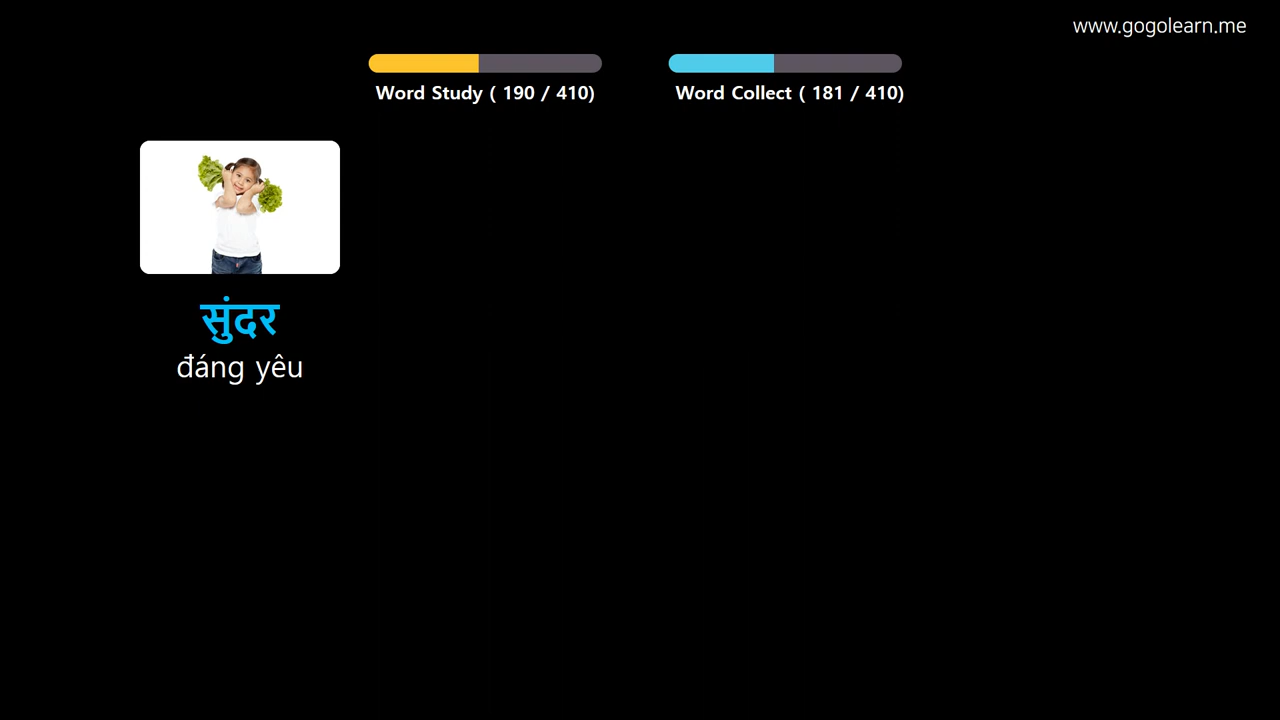 www.gogolearn.me
Word Study ( 190 / 410)
Word Collect ( 181 / 410)
सुंदर
đáng yêu